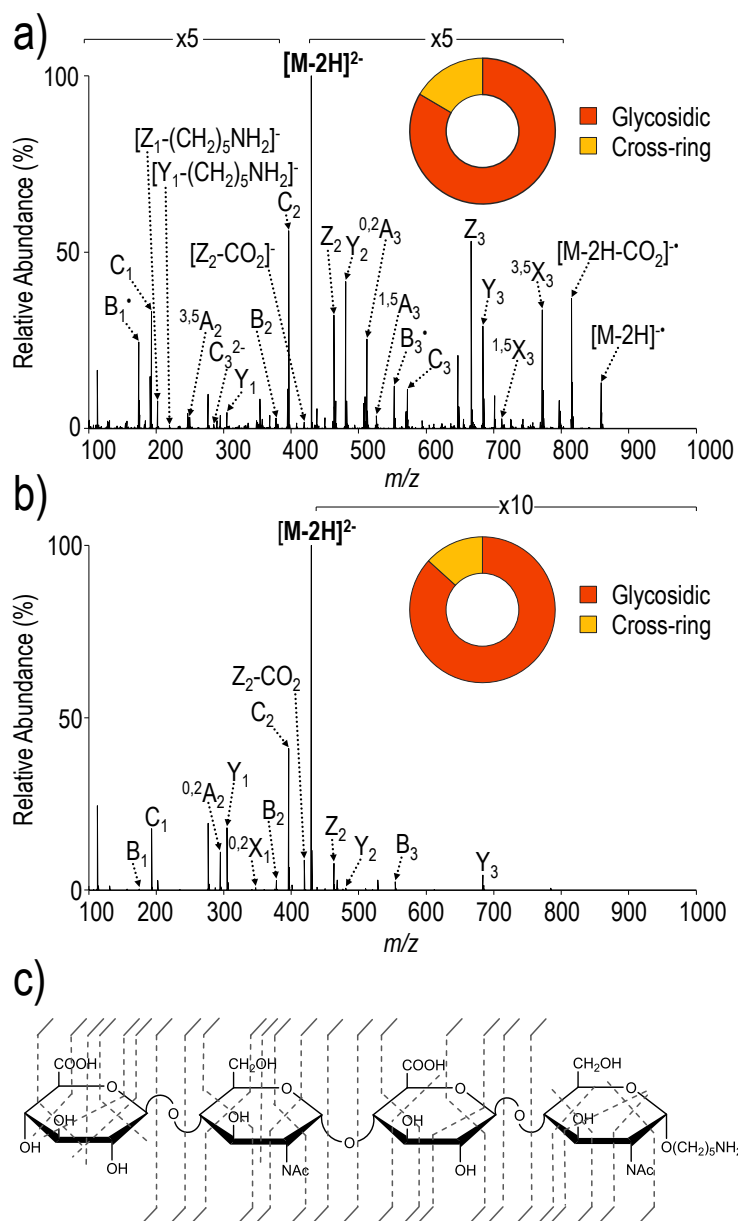 a)
x5
x5
[M-2H]²⁻
100
[Z₁-(CH₂)₅NH₂]⁻
Glycosidic
Cross-ring
[Y₁-(CH₂)₅NH₂]⁻
C₂
[Z₂-CO₂]⁻
Z₂
Y₂
⁰,²A₃
Z₃
[M-2H-CO₂]⁻•
50
C₁
B₁•
³,⁵A₂
C₃²⁻
Y₁
B₂
¹,⁵A₃
B₃•
C₃
Y₃
³,⁵X₃
¹,⁵X₃
[M-2H]⁻•
Relative Abundance (%)
0
100 200 300 400 500 600 700 800 900 1000
m/z
b)
x10
[M-2H]²⁻
100
Glycosidic
Cross-ring
Z₂-CO₂
50
C₂
⁰,²A₂
Y₁
C₁
B₁
⁰,²X₁
B₂
Z₂
Y₂
B₃
Y₃
Relative Abundance (%)
0
100 200 300 400 500 600 700 800 900 1000
m/z
c)
COOH
O
OH
OH
OH
O
CH₂OH
O
OH
NAc
O
COOH
O
OH
OH
O
CH₂OH
O
OH
NAc
O(CH₂)₅NH₂